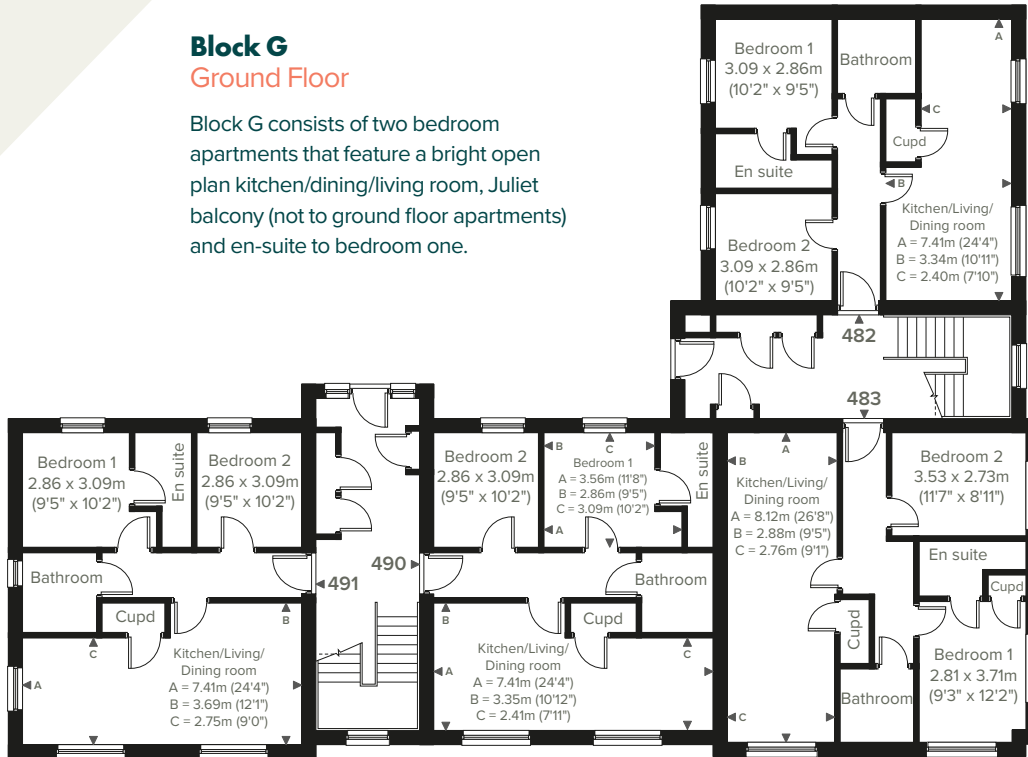 Block G
Ground Floor
Block G consists of two bedroom
apartments that feature a bright open
plan kitchen/dining/living room, Juliet
balcony (not to ground floor apartments)
and en-suite to bedroom one.
Bedroom 1
3.09 x 2.86m
(10'2" x 9'5")
Bathroom
A
C
Cupd
En suite
B
Kitchen/Living/
Dining room
A = 7.41m (24'4")
B = 3.34m (10'11")
C = 2.40m (7'10")
Bedroom 2
3.09 x 2.86m
(10'2" x 9'5")
482
483
Bedroom 1
2.86 x 3.09m
(9'5" x 10'2")
En suite
Bedroom 2
2.86 x 3.09m
(9'5" x 10'2")
Bathroom
Cupd
491
B
C
A
Kitchen/Living/
Dining room
A = 7.41m (24'4")
B = 3.69m (12'1")
C = 2.75m (9'0")
490
Bedroom 2
2.86 x 3.09m
(9'5" x 10'2")
B
C
Bedroom 1
A = 3.56m (11'8")
B = 2.86m (9'5")
C = 3.09m (10'2")
A
En suite
Bathroom
Cupd
B
C
A
Kitchen/Living/
Dining room
A = 7.41m (24'4")
B = 3.35m (10'12")
C = 2.41m (7'11")
A
B
Kitchen/Living/
Dining room
A = 8.12m (26'8")
B = 2.88m (9'5")
C = 2.76m (9'1")
C
Bedroom 2
3.53 x 2.73m
(11'7" x 8'11")
En suite
Cupd
Cupd
Bathroom
Bedroom 1
2.81 x 3.71m
(9'3" x 12'2")